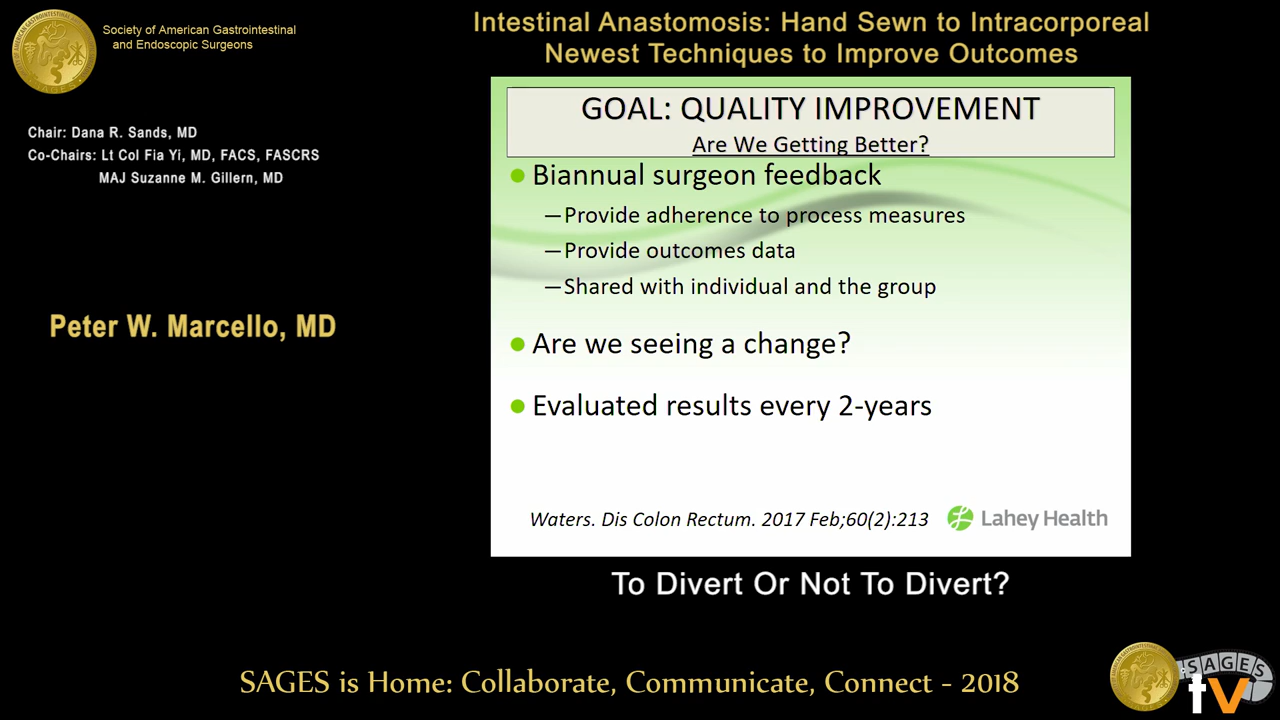 Society of American Gastrointestinal
and Endoscopic Surgeons
Intestinal Anastomosis: Hand Sewn to Intracorporeal
Newest Techniques to Improve Outcomes
Chair: Dana R. Sands, MD
Co-Chairs: Lt Col Fia Yi, MD, FACS, FASCRS
MAJ Suzanne M. Gillern, MD
Peter W. Marcello, MD
GOAL: QUALITY IMPROVEMENT
Are We Getting Better?
● Biannual surgeon feedback
—Provide adherence to process measures
—Provide outcomes data
—Shared with individual and the group
● Are we seeing a change?
● Evaluated results every 2-years
Waters. Dis Colon Rectum. 2017 Feb;60(2):213
Lahey Health
To Divert Or Not To Divert?
SAGES is Home: Collaborate, Communicate, Connect - 2018
SAGES
tv